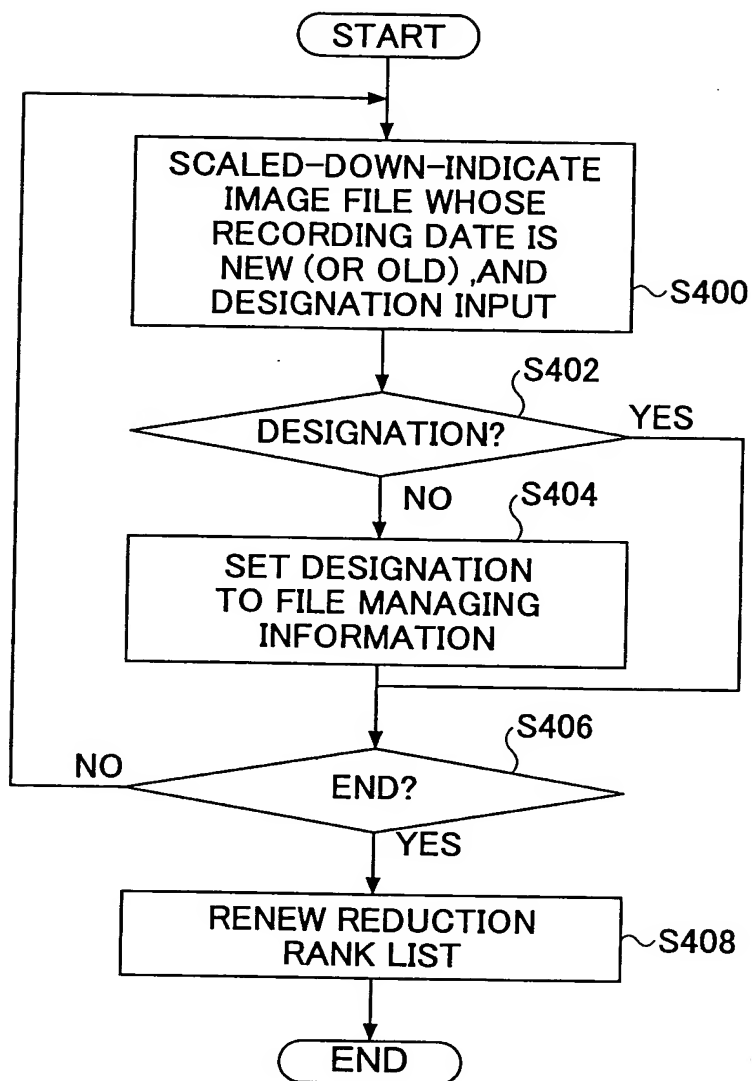 START
SCALED-DOWN-INDICATE
IMAGE FILE WHOSE
RECORDING DATE IS
NEW (OR OLD) ,AND
DESIGNATION INPUT
S400
S402
DESIGNATION?
YES
NO
S404
SET DESIGNATION
TO FILE MANAGING
INFORMATION
S406
NO
END?
YES
RENEW REDUCTION
RANK LIST
S408
END